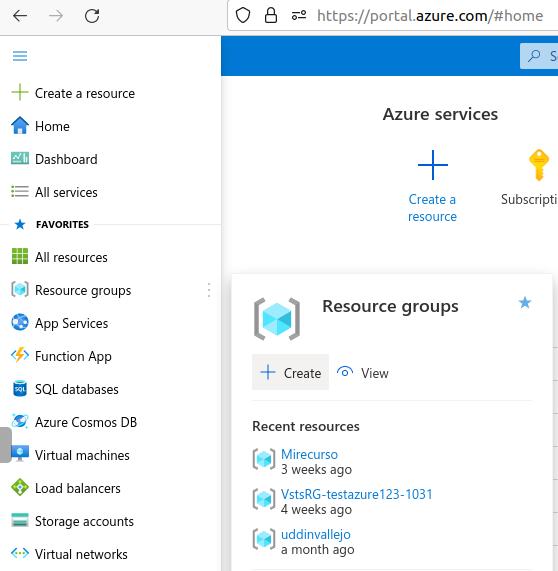 https://portal.azure.com/#home
Create a resource
Home
Dashboard
All services
FAVORITES
All resources
Resource groups
App Services
Function App
SQL databases
Azure Cosmos DB
Virtual machines
Load balancers
Storage accounts
Virtual networks
Azure services
Create a
resource
Subscripti
Resource groups
Create
View
Recent resources
Mirecurso
3 weeks ago
VstsRG-testazure123-1031
4 weeks ago
uddinvallejo
a month ago